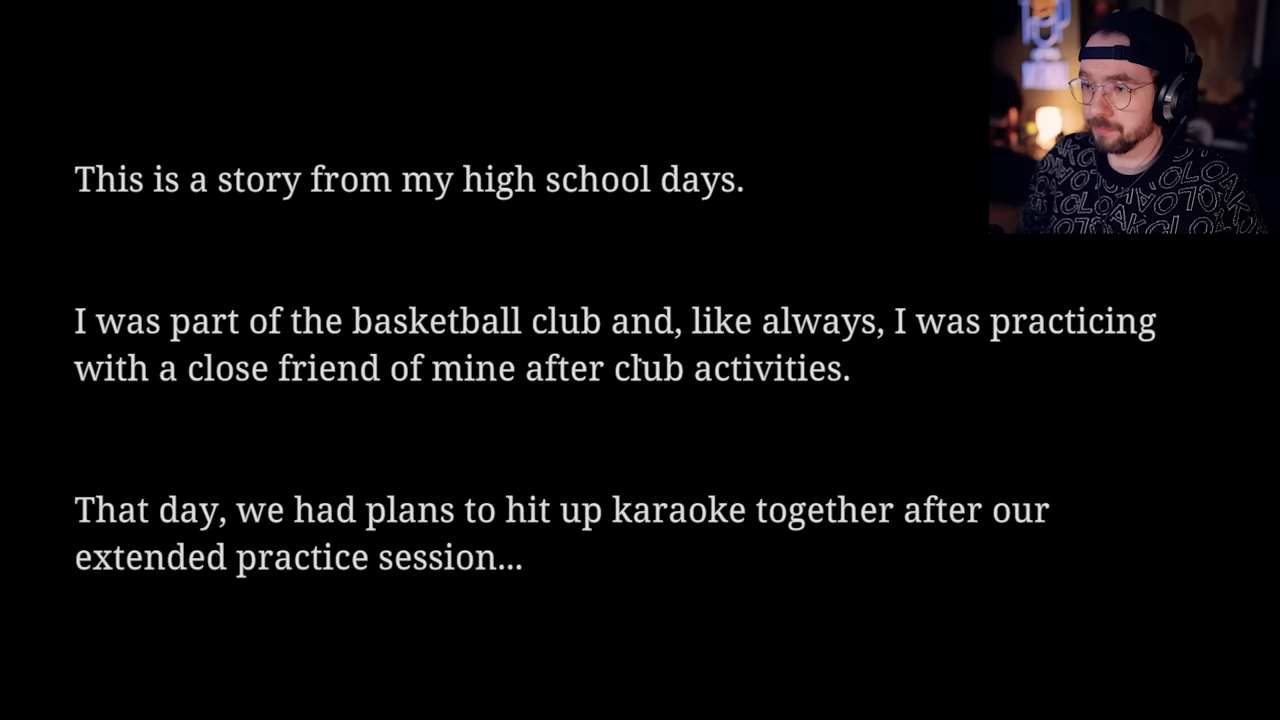 This is a story from my high school days.
I was part of the basketball club and, like always, I was practicing
with a close friend of mine after club activities.
That day, we had plans to hit up karaoke together after our
extended practice session...